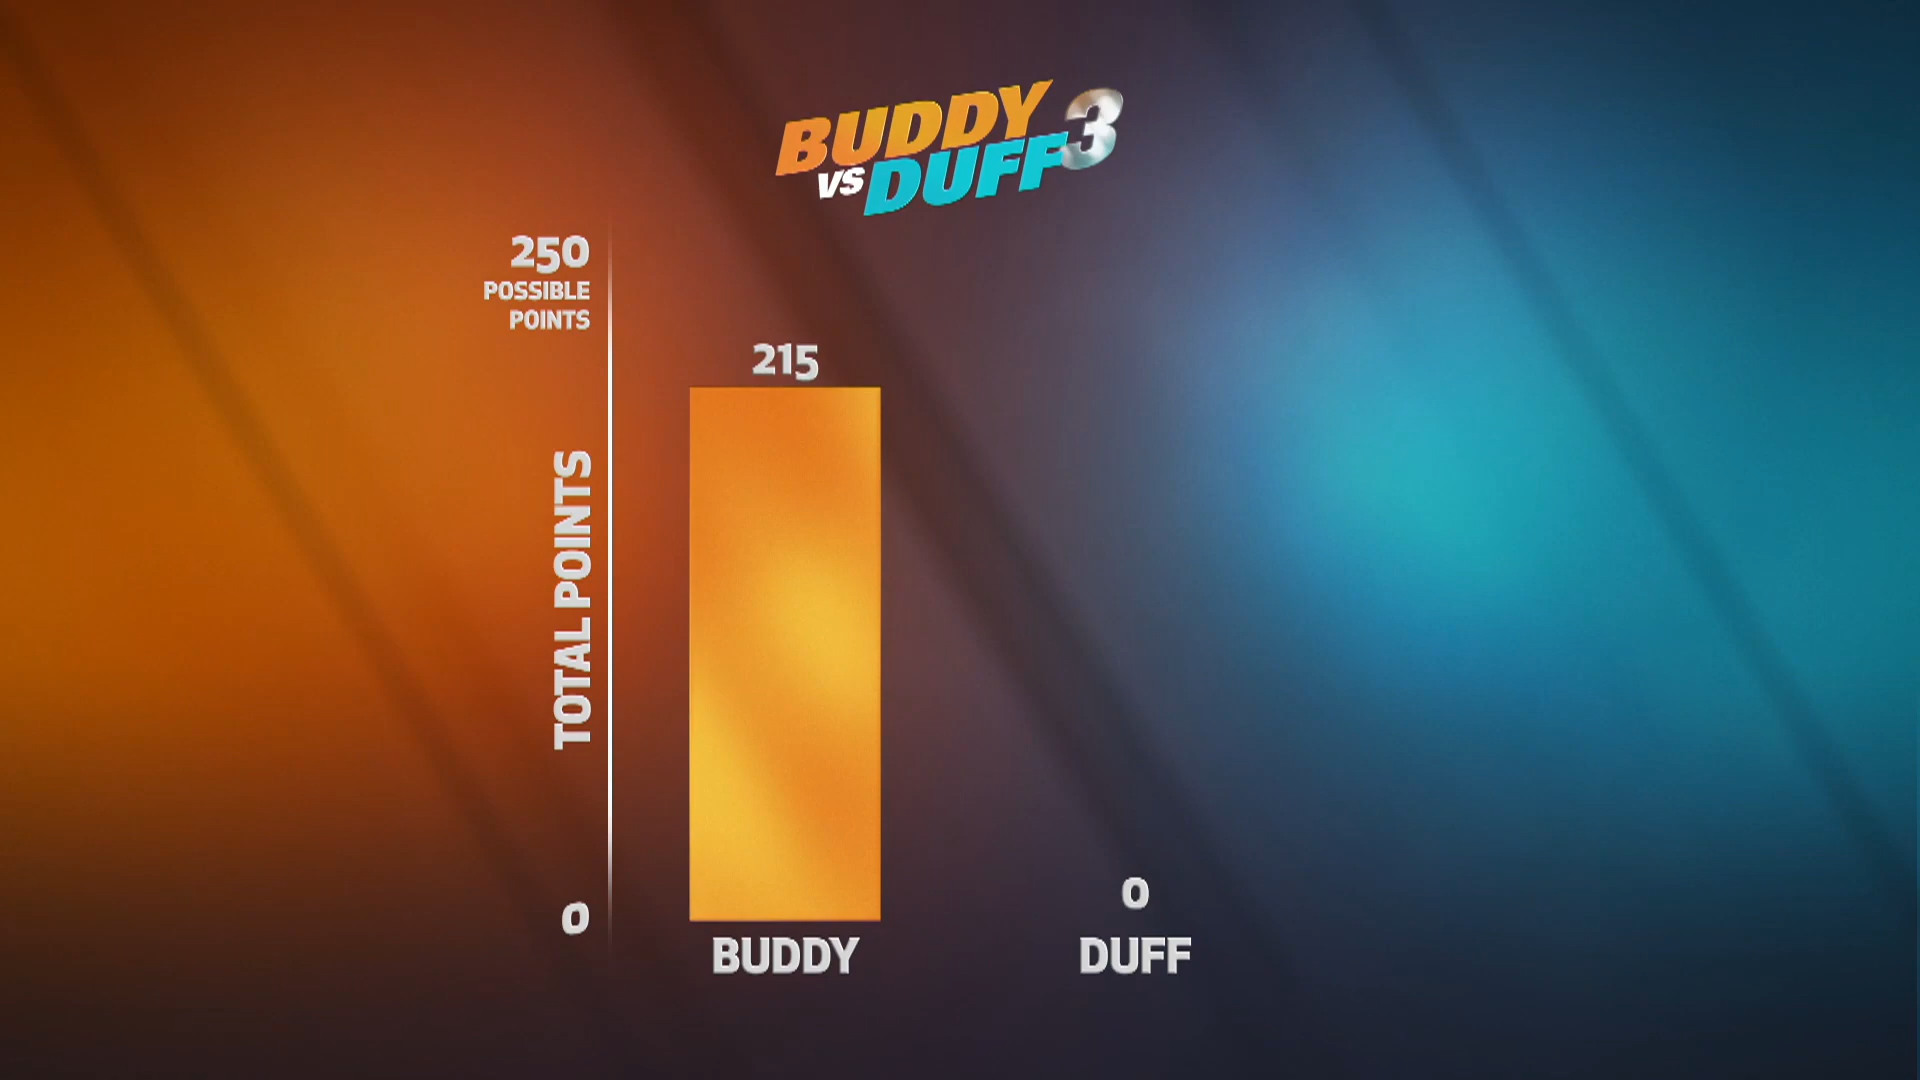 BUDDY
VS DUFF 3
250
POSSIBLE
POINTS
215
TOTAL POINTS
0
0
BUDDY
DUFF